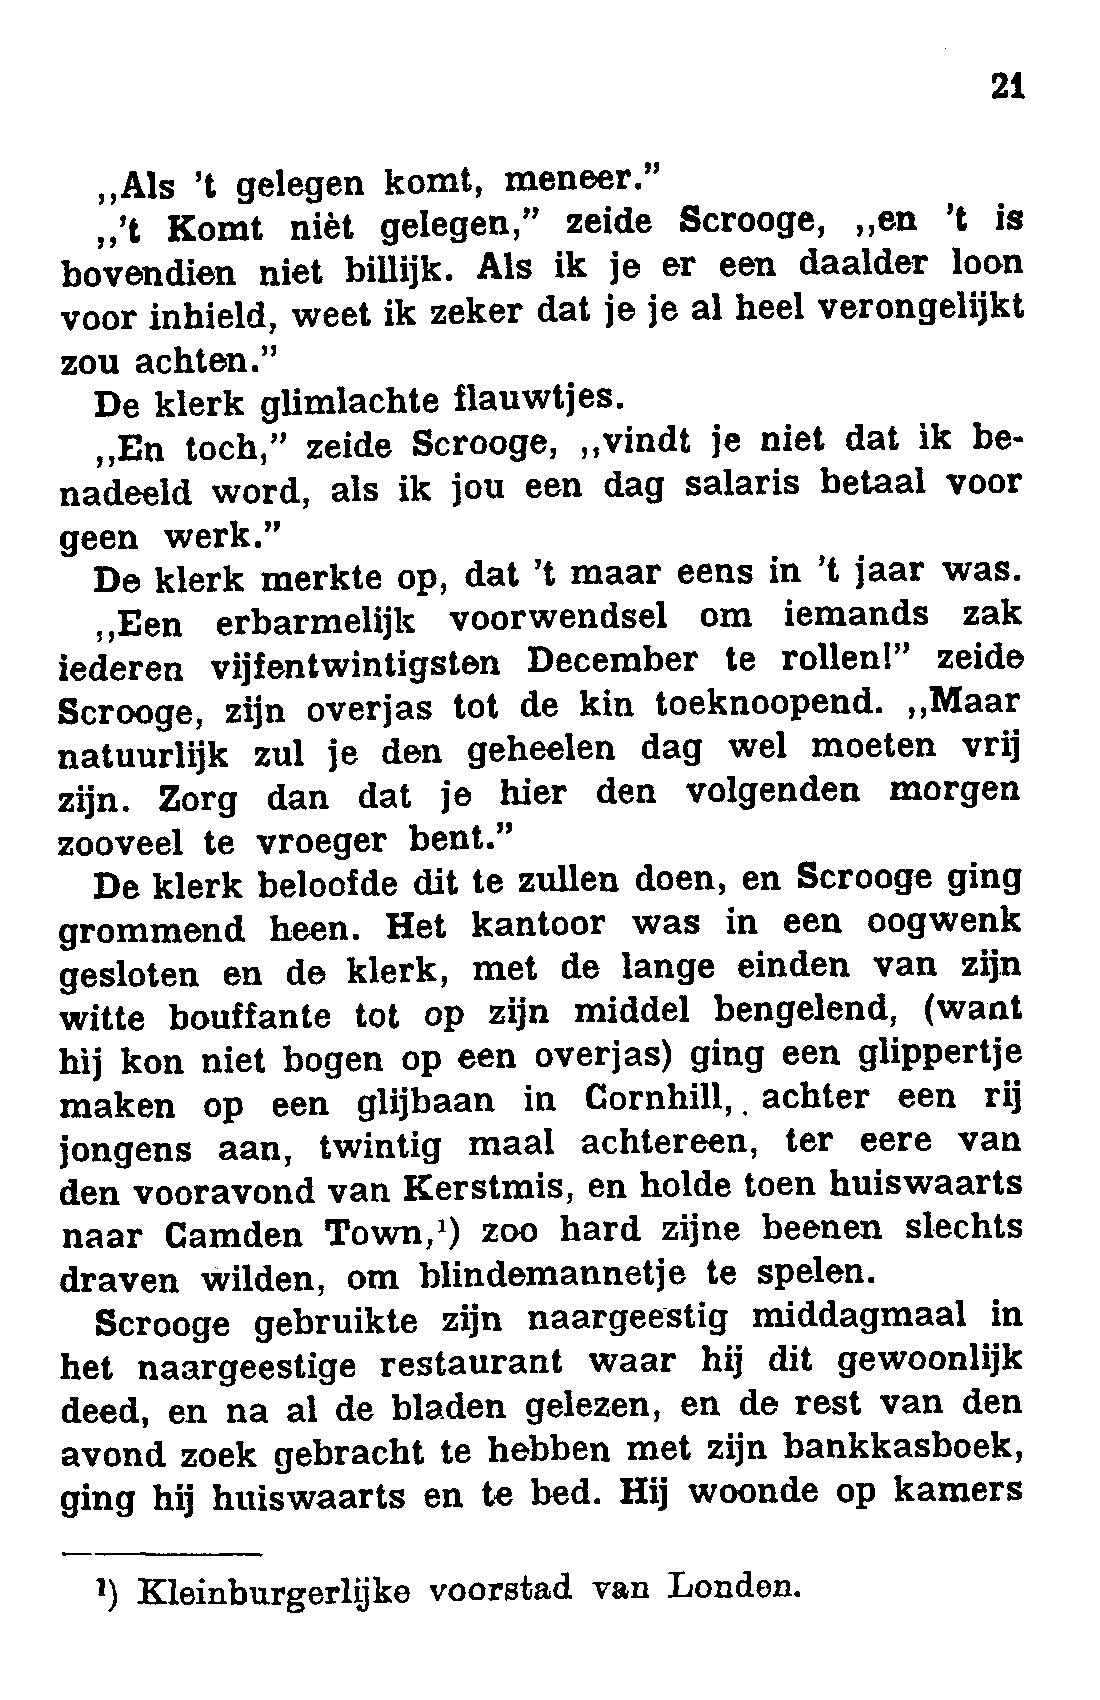 21
„Als 't gelegen komt, meneer.”
„'t Komt nièt gelegen,” zeide Scrooge, „en 't is
bovendien niet billijk. Als ik je er een daalder loon
voor inhield, weet ik zeker dat je je al heel verongelijkt
zou achten.”
De klerk glimlachte flauwtjes.
„En toch,” zeide Scrooge, „vindt je niet dat ik be-
nadeeld word, als ik jou een dag salaris betaal voor
geen werk.”
De klerk merkte op, dat 't maar eens in 't jaar was.
„Een erbarmelijk voorwendsel om iemands zak
iederen vijfentwintigsten December te rollen!” zeide
Scrooge, zijn overjas tot de kin toeknoopend. „Maar
natuurlijk zul je den geheelen dag wel moeten vrij
zijn. Zorg dan dat je hier den volgenden morgen
zooveel te vroeger bent.”
De klerk beloofde dit te zullen doen, en Scrooge ging
grommend heen. Het kantoor was in een oogwenk
gesloten en de klerk, met de lange einden van zijn
witte bouffante tot op zijn middel bengelend, (want
hij kon niet bogen op een overjas) ging een glippertje
maken op een glijbaan in Cornhill, achter een rij
jongens aan, twintig maal achtereen, ter eere van
den vooravond van Kerstmis, en holde toen huiswaarts
naar Camden Town,¹) zoo hard zijne beenen slechts
draven wilden, om blindemannetje te spelen.
Scrooge gebruikte zijn naargeestig middagmaal in
het naargeestige restaurant waar hij dit gewoonlijk
deed, en na al de bladen gelezen, en de rest van den
avond zoek gebracht te hebben met zijn bankkasboek,
ging hij huiswaarts en te bed. Hij woonde op kamers
¹) Kleinburgerlijke voorstad van Londen.